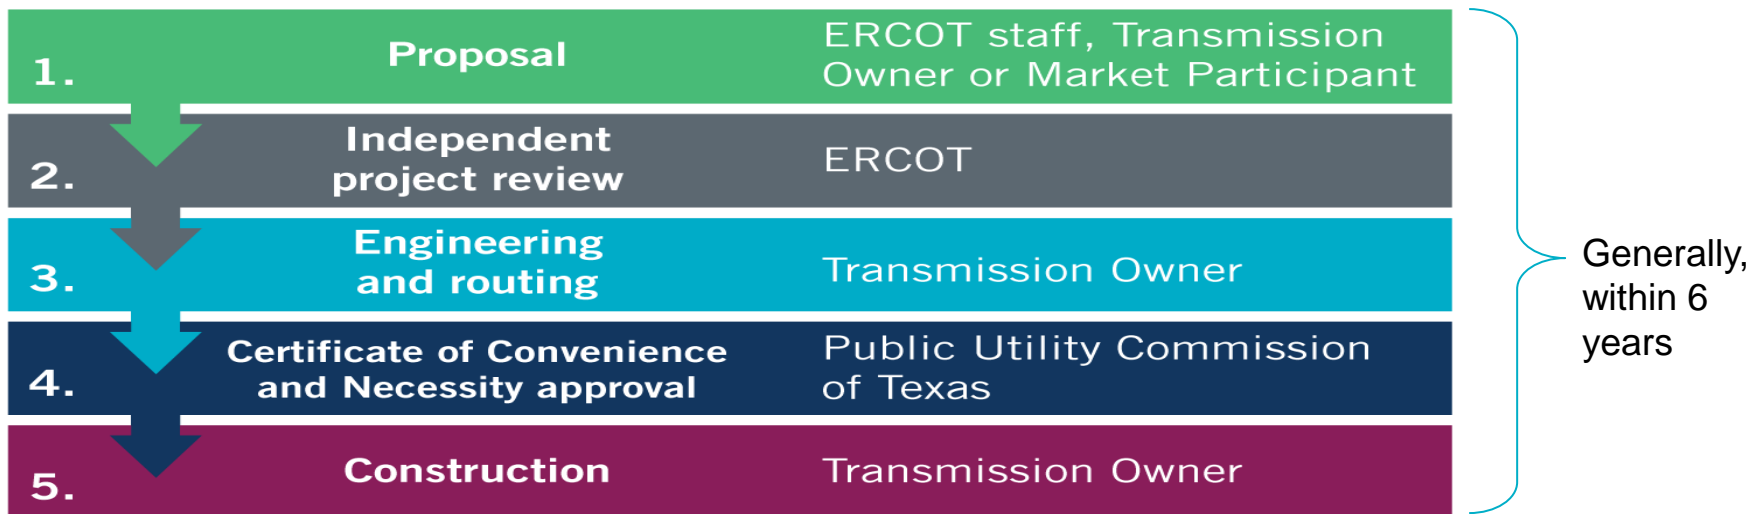 1.
Proposal
ERCOT staff, Transmission
Owner or Market Participant
2.
Independent
project review
ERCOT
3.
Engineering
and routing
Transmission Owner
4.
Certificate of Convenience
and Necessity approval
Public Utility Commission
of Texas
5.
Construction
Transmission Owner
Generally,
within 6
years